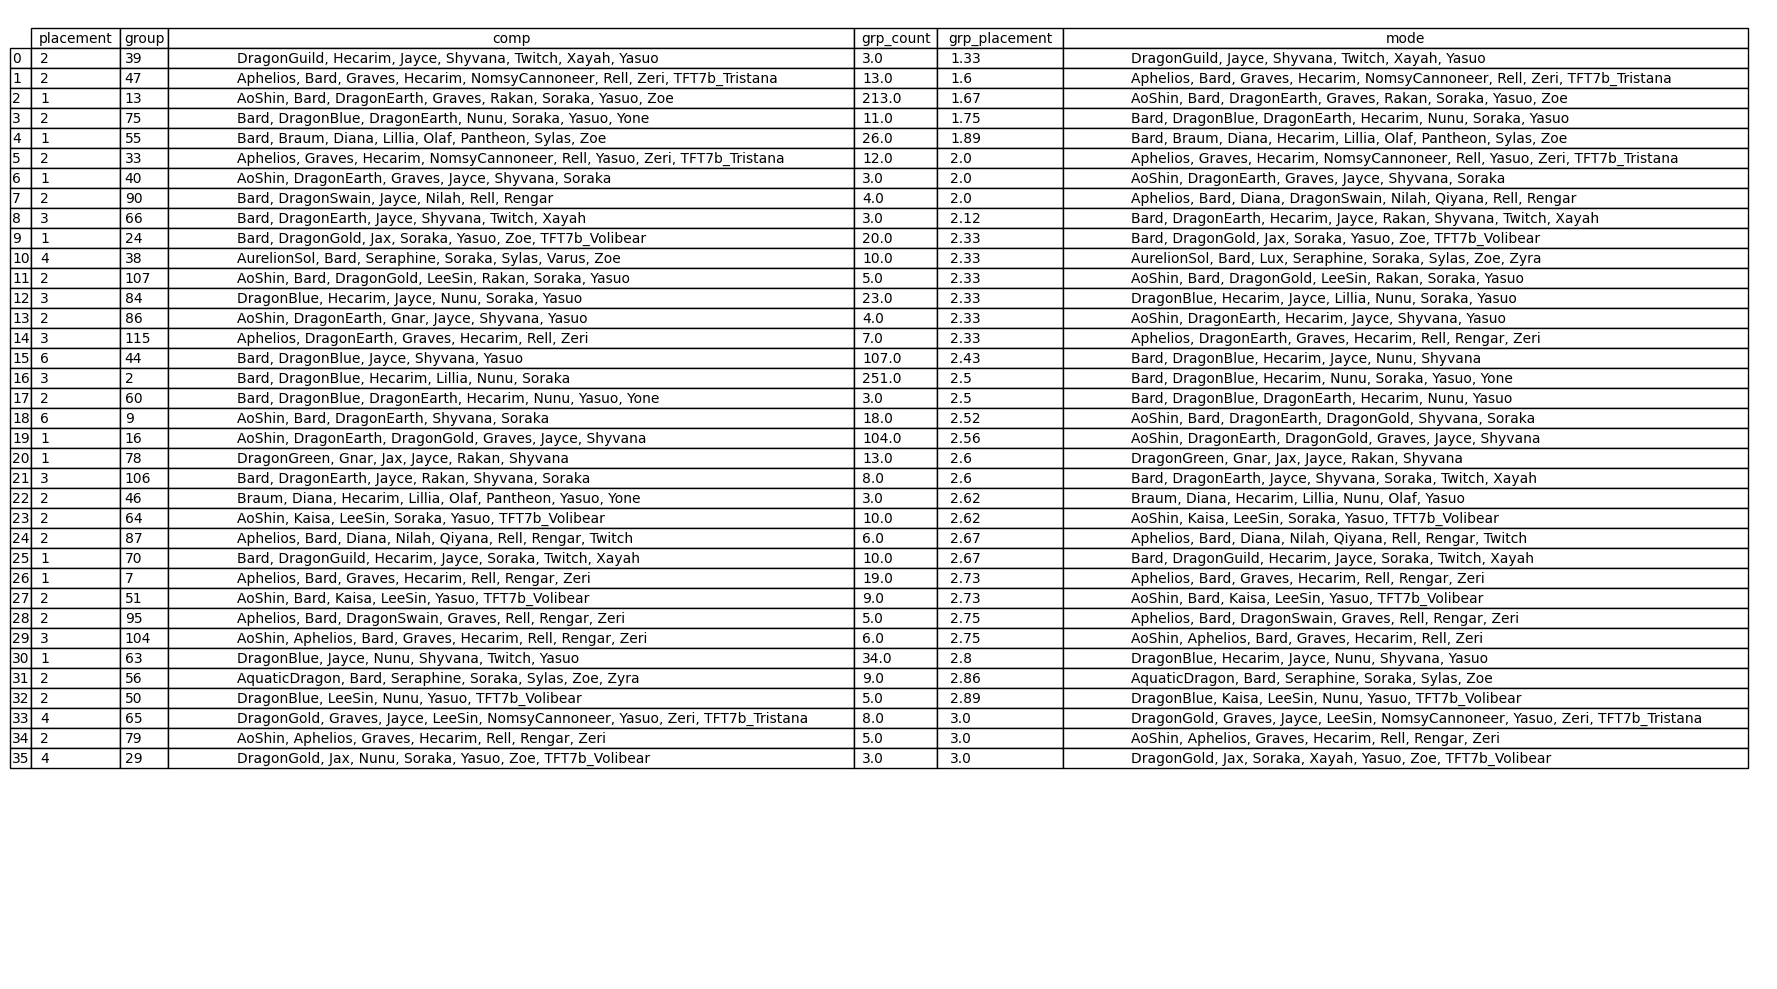 placement group comp grp_count grp_placement mode
0 2 39 DragonGuild, Hecarim, Jayce, Shyvana, Twitch, Xayah, Yasuo 3.0 1.33 DragonGuild, Jayce, Shyvana, Twitch, Xayah, Yasuo
1 2 47 Aphelios, Bard, Graves, Hecarim, NomsyCannoneer, Rell, Zeri, TFT7b_Tristana 13.0 1.6 Aphelios, Bard, Graves, Hecarim, NomsyCannoneer, Rell, Zeri, TFT7b_Tristana
2 1 13 AoShin, Bard, DragonEarth, Graves, Rakan, Soraka, Yasuo, Zoe 213.0 1.67 AoShin, Bard, DragonEarth, Graves, Rakan, Soraka, Yasuo, Zoe
3 2 75 Bard, DragonBlue, DragonEarth, Nunu, Soraka, Yasuo, Yone 11.0 1.75 Bard, DragonBlue, DragonEarth, Hecarim, Nunu, Soraka, Yasuo
4 1 55 Bard, Braum, Diana, Lillia, Olaf, Pantheon, Sylas, Zoe 26.0 1.89 Bard, Braum, Diana, Hecarim, Lillia, Olaf, Pantheon, Sylas, Zoe
5 2 33 Aphelios, Graves, Hecarim, NomsyCannoneer, Rell, Yasuo, Zeri, TFT7b_Tristana 12.0 2.0 Aphelios, Graves, Hecarim, NomsyCannoneer, Rell, Yasuo, Zeri, TFT7b_Tristana
6 1 40 AoShin, DragonEarth, Graves, Jayce, Shyvana, Soraka 3.0 2.0 AoShin, DragonEarth, Graves, Jayce, Shyvana, Soraka
7 2 90 Bard, DragonSwain, Jayce, Nilah, Rell, Rengar 4.0 2.0 Aphelios, Bard, Diana, DragonSwain, Nilah, Qiyana, Rell, Rengar
8 3 66 Bard, DragonEarth, Jayce, Shyvana, Twitch, Xayah 3.0 2.12 Bard, DragonEarth, Hecarim, Jayce, Rakan, Shyvana, Twitch, Xayah
9 1 24 Bard, DragonGold, Jax, Soraka, Yasuo, Zoe, TFT7b_Volibear 20.0 2.33 Bard, DragonGold, Jax, Soraka, Yasuo, Zoe, TFT7b_Volibear
10 4 38 AurelionSol, Bard, Seraphine, Soraka, Sylas, Varus, Zoe 10.0 2.33 AurelionSol, Bard, Lux, Seraphine, Soraka, Sylas, Zoe, Zyra
11 2 107 AoShin, Bard, DragonGold, LeeSin, Rakan, Soraka, Yasuo 5.0 2.33 AoShin, Bard, DragonGold, LeeSin, Rakan, Soraka, Yasuo
12 3 84 DragonBlue, Hecarim, Jayce, Nunu, Soraka, Yasuo 23.0 2.33 DragonBlue, Hecarim, Jayce, Lillia, Nunu, Soraka, Yasuo
13 2 86 AoShin, DragonEarth, Gnar, Jayce, Shyvana, Yasuo 4.0 2.33 AoShin, DragonEarth, Hecarim, Jayce, Shyvana, Yasuo
14 3 115 Aphelios, DragonEarth, Graves, Hecarim, Rell, Zeri 7.0 2.33 Aphelios, DragonEarth, Graves, Hecarim, Rell, Rengar, Zeri
15 6 44 Bard, DragonBlue, Jayce, Shyvana, Yasuo 107.0 2.43 Bard, DragonBlue, Hecarim, Jayce, Nunu, Shyvana
16 3 2 Bard, DragonBlue, Hecarim, Lillia, Nunu, Soraka 251.0 2.5 Bard, DragonBlue, Hecarim, Nunu, Soraka, Yasuo, Yone
17 2 60 Bard, DragonBlue, DragonEarth, Hecarim, Nunu, Yasuo, Yone 3.0 2.5 Bard, DragonBlue, DragonEarth, Hecarim, Nunu, Yasuo
18 6 9 AoShin, Bard, DragonEarth, Shyvana, Soraka 18.0 2.52 AoShin, Bard, DragonEarth, DragonGold, Shyvana, Soraka
19 1 16 AoShin, DragonEarth, DragonGold, Graves, Jayce, Shyvana 104.0 2.56 AoShin, DragonEarth, DragonGold, Graves, Jayce, Shyvana
20 1 78 DragonGreen, Gnar, Jax, Jayce, Rakan, Shyvana 13.0 2.6 DragonGreen, Gnar, Jax, Jayce, Rakan, Shyvana
21 3 106 Bard, DragonEarth, Jayce, Rakan, Shyvana, Soraka 8.0 2.6 Bard, DragonEarth, Jayce, Shyvana, Soraka, Twitch, Xayah
22 2 46 Braum, Diana, Hecarim, Lillia, Olaf, Pantheon, Yasuo, Yone 3.0 2.62 Braum, Diana, Hecarim, Lillia, Nunu, Olaf, Yasuo
23 2 64 AoShin, Kaisa, LeeSin, Soraka, Yasuo, TFT7b_Volibear 10.0 2.62 AoShin, Kaisa, LeeSin, Soraka, Yasuo, TFT7b_Volibear
24 2 87 Aphelios, Bard, Diana, Nilah, Qiyana, Rell, Rengar, Twitch 6.0 2.67 Aphelios, Bard, Diana, Nilah, Qiyana, Rell, Rengar, Twitch
25 1 70 Bard, DragonGuild, Hecarim, Jayce, Soraka, Twitch, Xayah 10.0 2.67 Bard, DragonGuild, Hecarim, Jayce, Soraka, Twitch, Xayah
26 1 7 Aphelios, Bard, Graves, Hecarim, Rell, Rengar, Zeri 19.0 2.73 Aphelios, Bard, Graves, Hecarim, Rell, Rengar, Zeri
27 2 51 AoShin, Bard, Kaisa, LeeSin, Yasuo, TFT7b_Volibear 9.0 2.73 AoShin, Bard, Kaisa, LeeSin, Yasuo, TFT7b_Volibear
28 2 95 Aphelios, Bard, DragonSwain, Graves, Rell, Rengar, Zeri 5.0 2.75 Aphelios, Bard, DragonSwain, Graves, Rell, Rengar, Zeri
29 3 104 AoShin, Aphelios, Bard, Graves, Hecarim, Rell, Rengar, Zeri 6.0 2.75 AoShin, Aphelios, Bard, Graves, Hecarim, Rell, Zeri
30 1 63 DragonBlue, Jayce, Nunu, Shyvana, Twitch, Yasuo 34.0 2.8 DragonBlue, Hecarim, Jayce, Nunu, Shyvana, Yasuo
31 2 56 AquaticDragon, Bard, Seraphine, Soraka, Sylas, Zoe, Zyra 9.0 2.86 AquaticDragon, Bard, Seraphine, Soraka, Sylas, Zoe
32 2 50 DragonBlue, LeeSin, Nunu, Yasuo, TFT7b_Volibear 5.0 2.89 DragonBlue, Kaisa, LeeSin, Nunu, Yasuo, TFT7b_Volibear
33 4 65 DragonGold, Graves, Jayce, LeeSin, NomsyCannoneer, Yasuo, Zeri, TFT7b_Tristana 8.0 3.0 DragonGold, Graves, Jayce, LeeSin, NomsyCannoneer, Yasuo, Zeri, TFT7b_Tristana
34 2 79 AoShin, Aphelios, Graves, Hecarim, Rell, Rengar, Zeri 5.0 3.0 AoShin, Aphelios, Graves, Hecarim, Rell, Rengar, Zeri
35 4 29 DragonGold, Jax, Nunu, Soraka, Yasuo, Zoe, TFT7b_Volibear 3.0 3.0 DragonGold, Jax, Soraka, Xayah, Yasuo, Zoe, TFT7b_Volibear